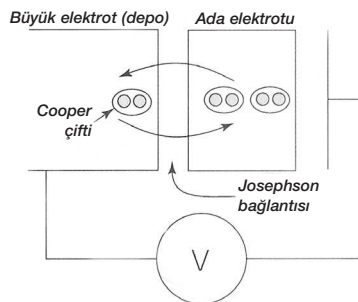 Büyük elektrot (depo)
Ada elektrotu
Cooper
çifti
Josephson
bağlantısı
V